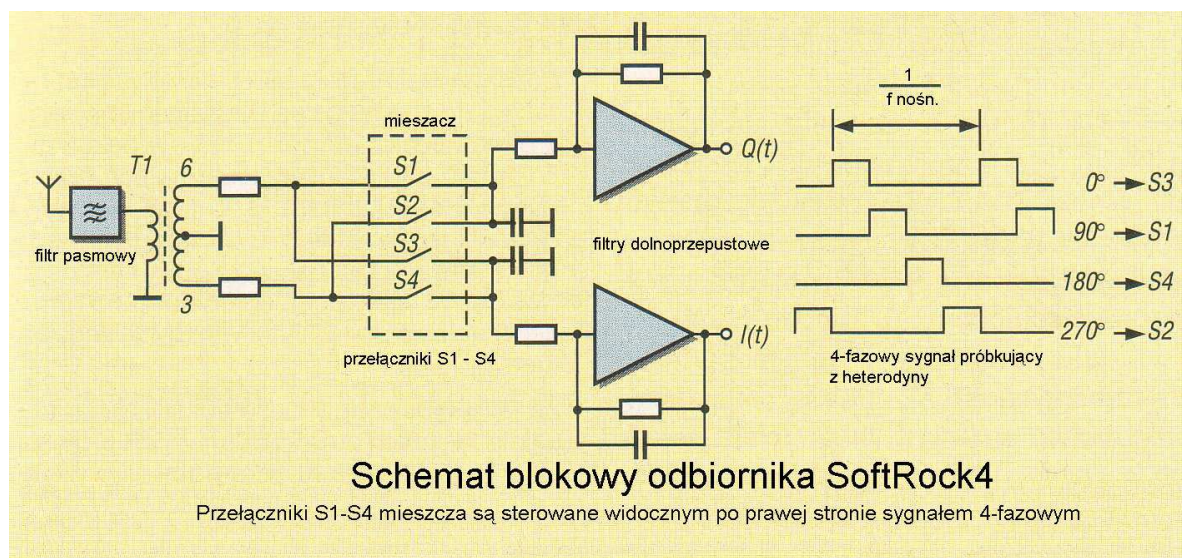 1
f nośn.
mieszacz
T1
6
S1
S2
S3
S4
3
Q(t)
I(t)
filtr pasmowy
filtry dolnoprzepustowe
przełączniki S1 - S4
0° S3
90° S1
180° S4
270° S2
4-fazowy sygnał próbkujący
z heterodyny
Schemat blokowy odbiornika SoftRock4
Przełączniki S1-S4 mieszcza są sterowane widocznym po prawej stronie sygnałem 4-fazowym